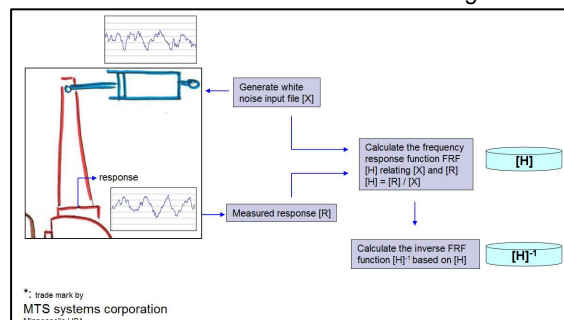 Generate white
noise input file [X]
response
Measured response [R]
Calculate the frequency
response function FRF
[H] relating [X] and [R]
[H] = [R] / [X]
[H]
Calculate the inverse FRF
function [H]-¹ based on [H]
[H]-¹
*: trade mark by
MTS systems corporation